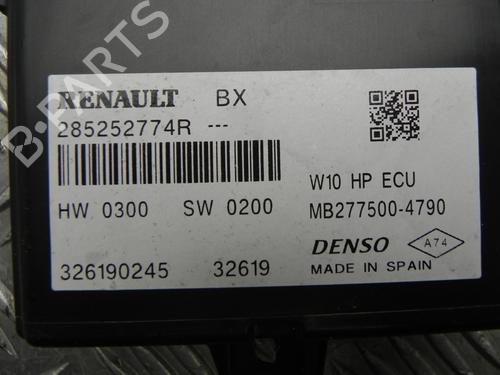 RENAULT BX
285252774R ---
W10 HP ECU
HW 0300 SW 0200 MB277500-4790
DENSO A74
326190245 32619 MADE IN SPAIN
B-PARTS